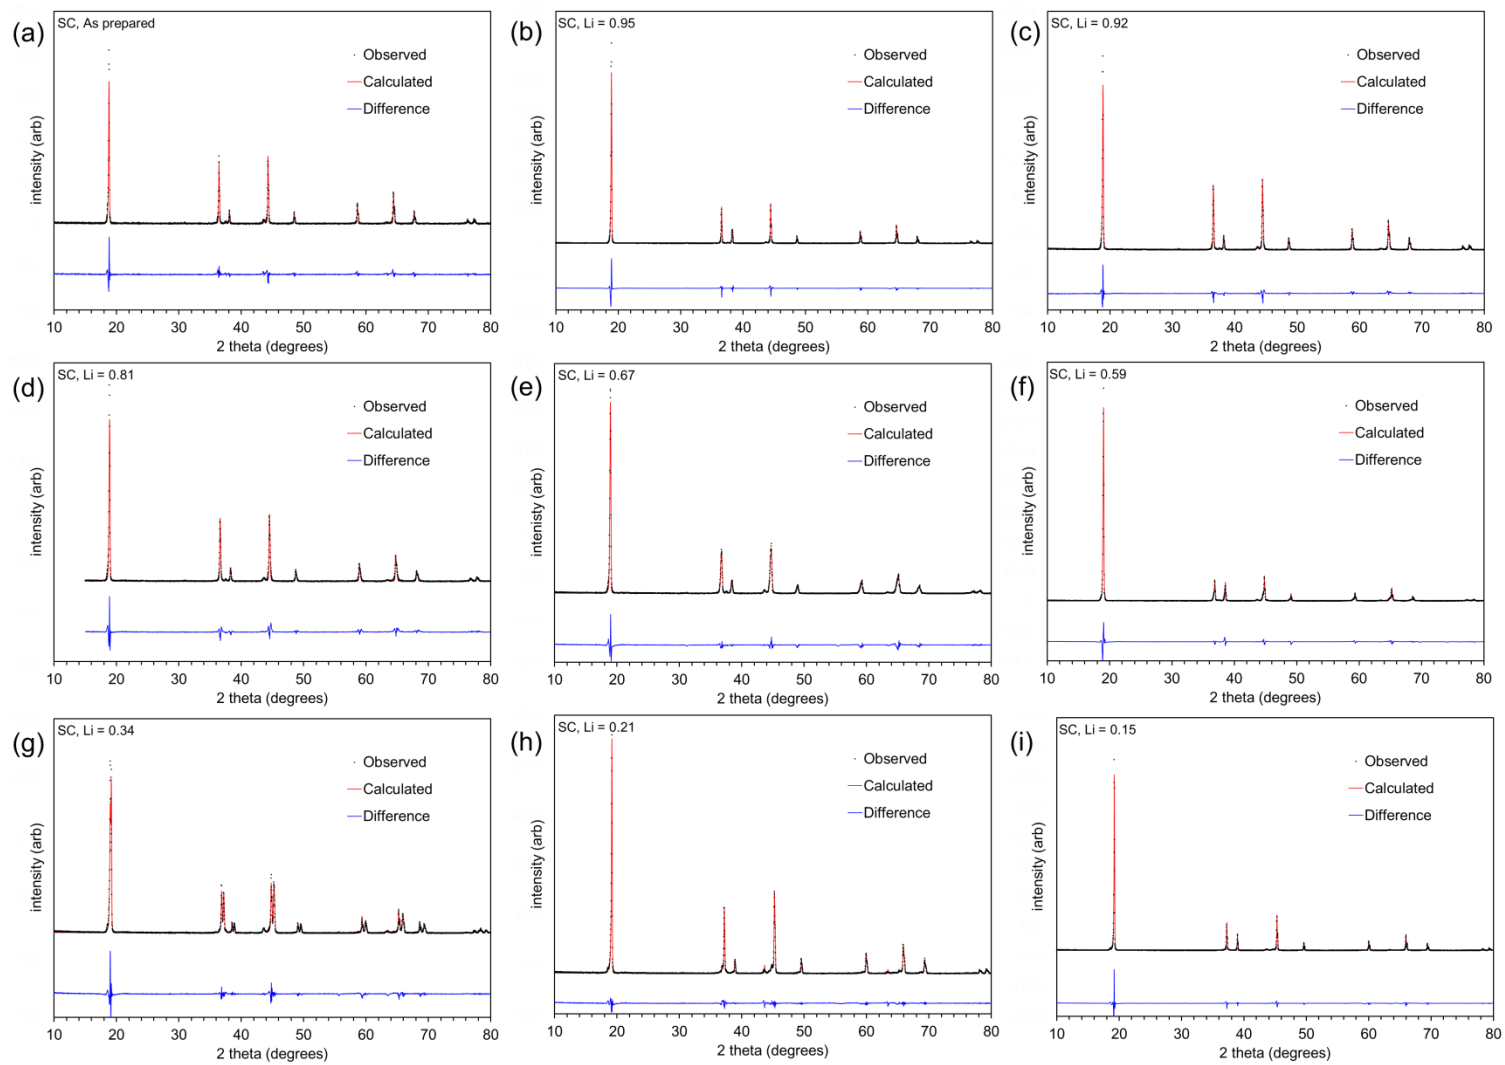 (a)
SC, As prepared
Observed
Calculated
Difference
intensity (arb)
10 20 30 40 50 60 70 80
2 theta (degrees)
(b)
SC, Li = 0.95
Observed
Calculated
Difference
intensity (arb)
10 20 30 40 50 60 70 80
2 theta (degrees)
(c)
SC, Li = 0.92
Observed
Calculated
Difference
intensity (arb)
10 20 30 40 50 60 70 80
2 theta (degrees)
(d)
SC, Li = 0.81
Observed
Calculated
Difference
intensity (arb)
10 20 30 40 50 60 70 80
2 theta (degrees)
(e)
SC, Li = 0.67
Observed
Calculated
Difference
intenisty (arb)
10 20 30 40 50 60 70 80
2 theta (degrees)
(f)
SC, Li = 0.59
Observed
Calculated
Difference
intensity (arb)
10 20 30 40 50 60 70 80
2 theta (degrees)
(g)
SC, Li = 0.34
Observed
Calculated
Difference
intensity (arb)
10 20 30 40 50 60 70 80
2 theta (degrees)
(h)
SC, Li = 0.21
Observed
Calculated
Difference
intensity (arb)
10 20 30 40 50 60 70 80
2 theta (degrees)
(i)
SC, Li = 0.15
Observed
Calculated
Difference
intensity (arb)
10 20 30 40 50 60 70 80
2 theta (degrees)